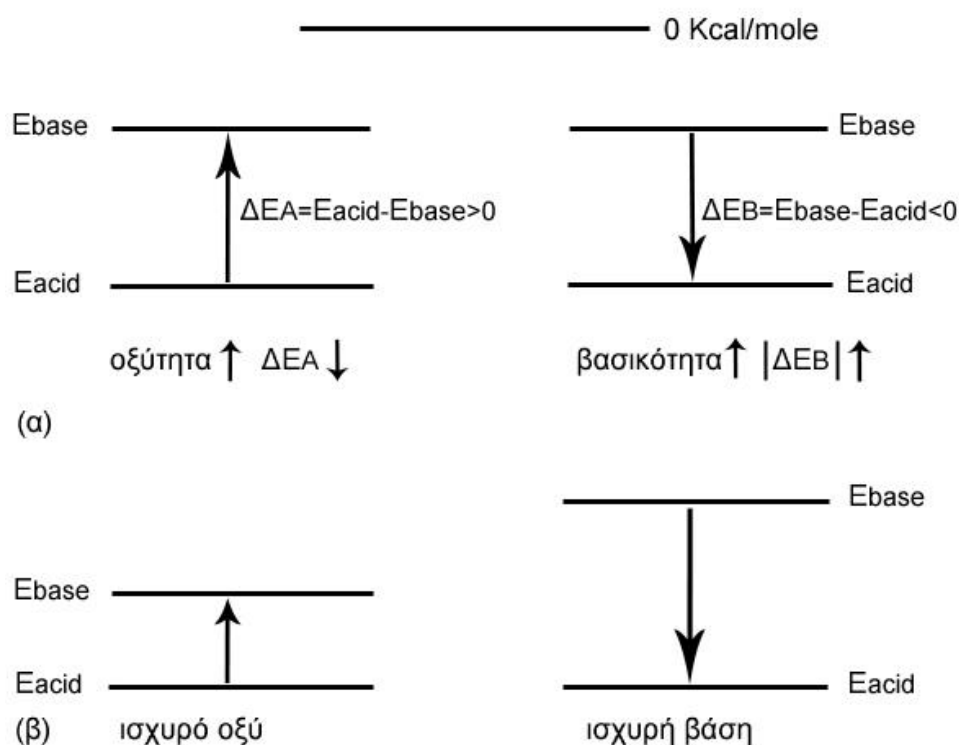 0 Kcal/mole
Ebase
Ebase
ΔEA=Eacid-Ebase>0
ΔEB=Ebase-Eacid<0
Eacid
Eacid
οξύτητα ↑ ΔEA ↓
βασικότητα ↑ |ΔEB| ↑
(α)
Ebase
Ebase
Eacid
Eacid
(β) ισχυρό οξύ
ισχυρή βάση